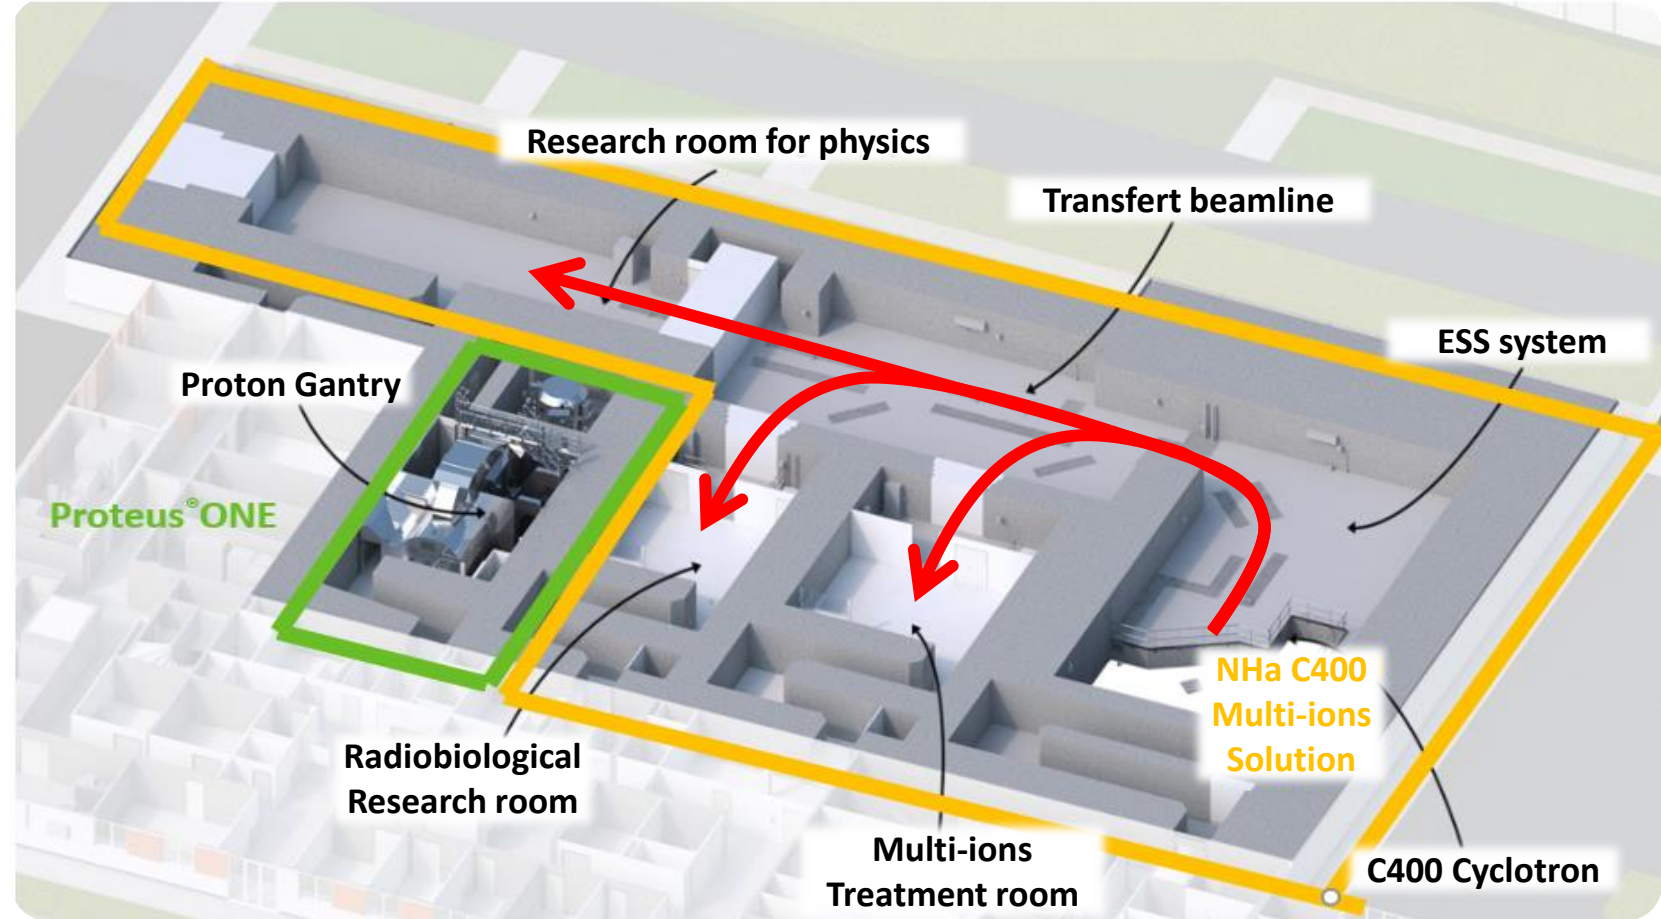 Research room for physics
Transfert beamline
ESS system
Proton Gantry
Proteus®ONE
NHa C400
Multi-ions
Solution
Radiobiological
Research room
Multi-ions
Treatment room
C400 Cyclotron